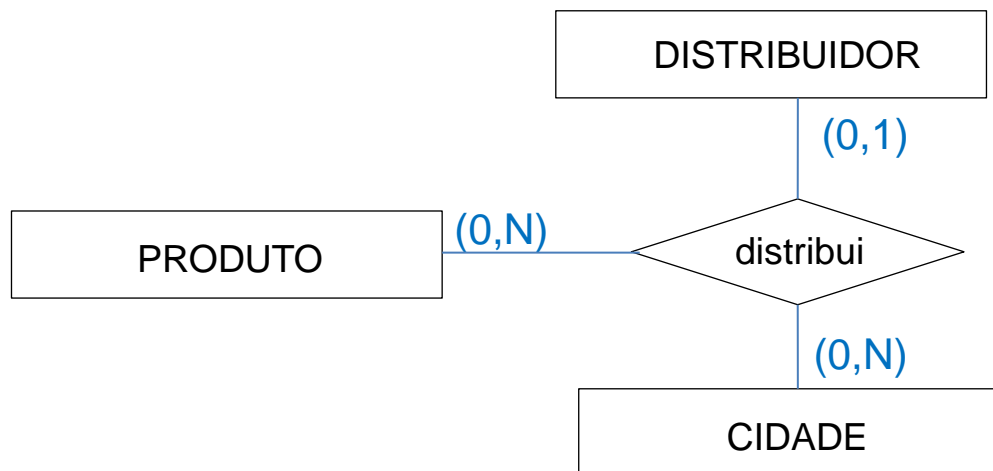 DISTRIBUIDOR
(0,1)
PRODUTO
(0,N)
distribui
(0,N)
CIDADE